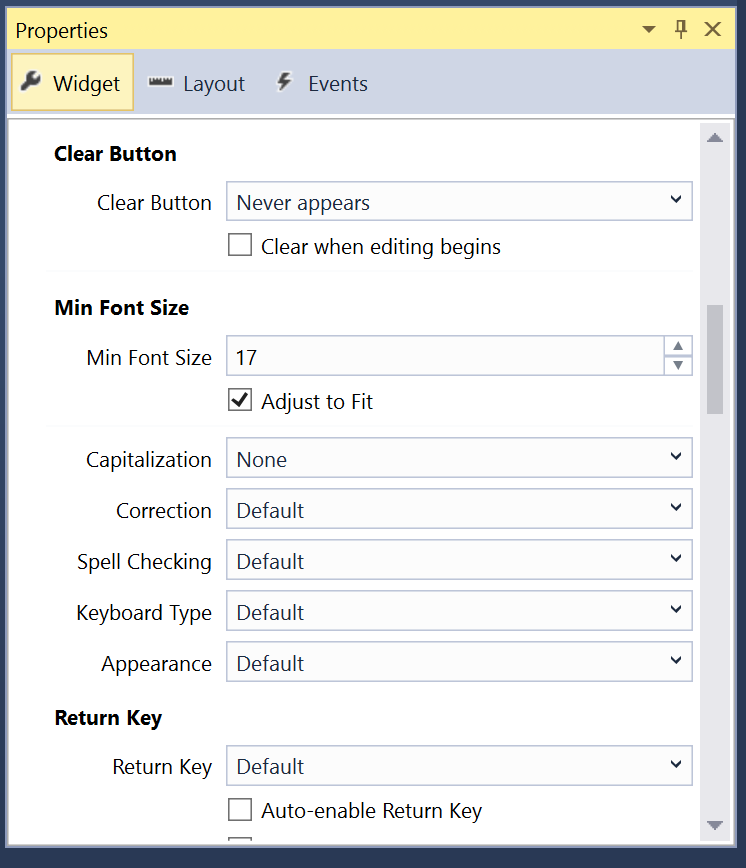 Properties
Widget Layout Events
Clear Button
Clear Button Never appears
Clear when editing begins
Min Font Size
Min Font Size 17
Adjust to Fit
Capitalization None
Correction Default
Spell Checking Default
Keyboard Type Default
Appearance Default
Return Key
Return Key Default
Auto-enable Return Key